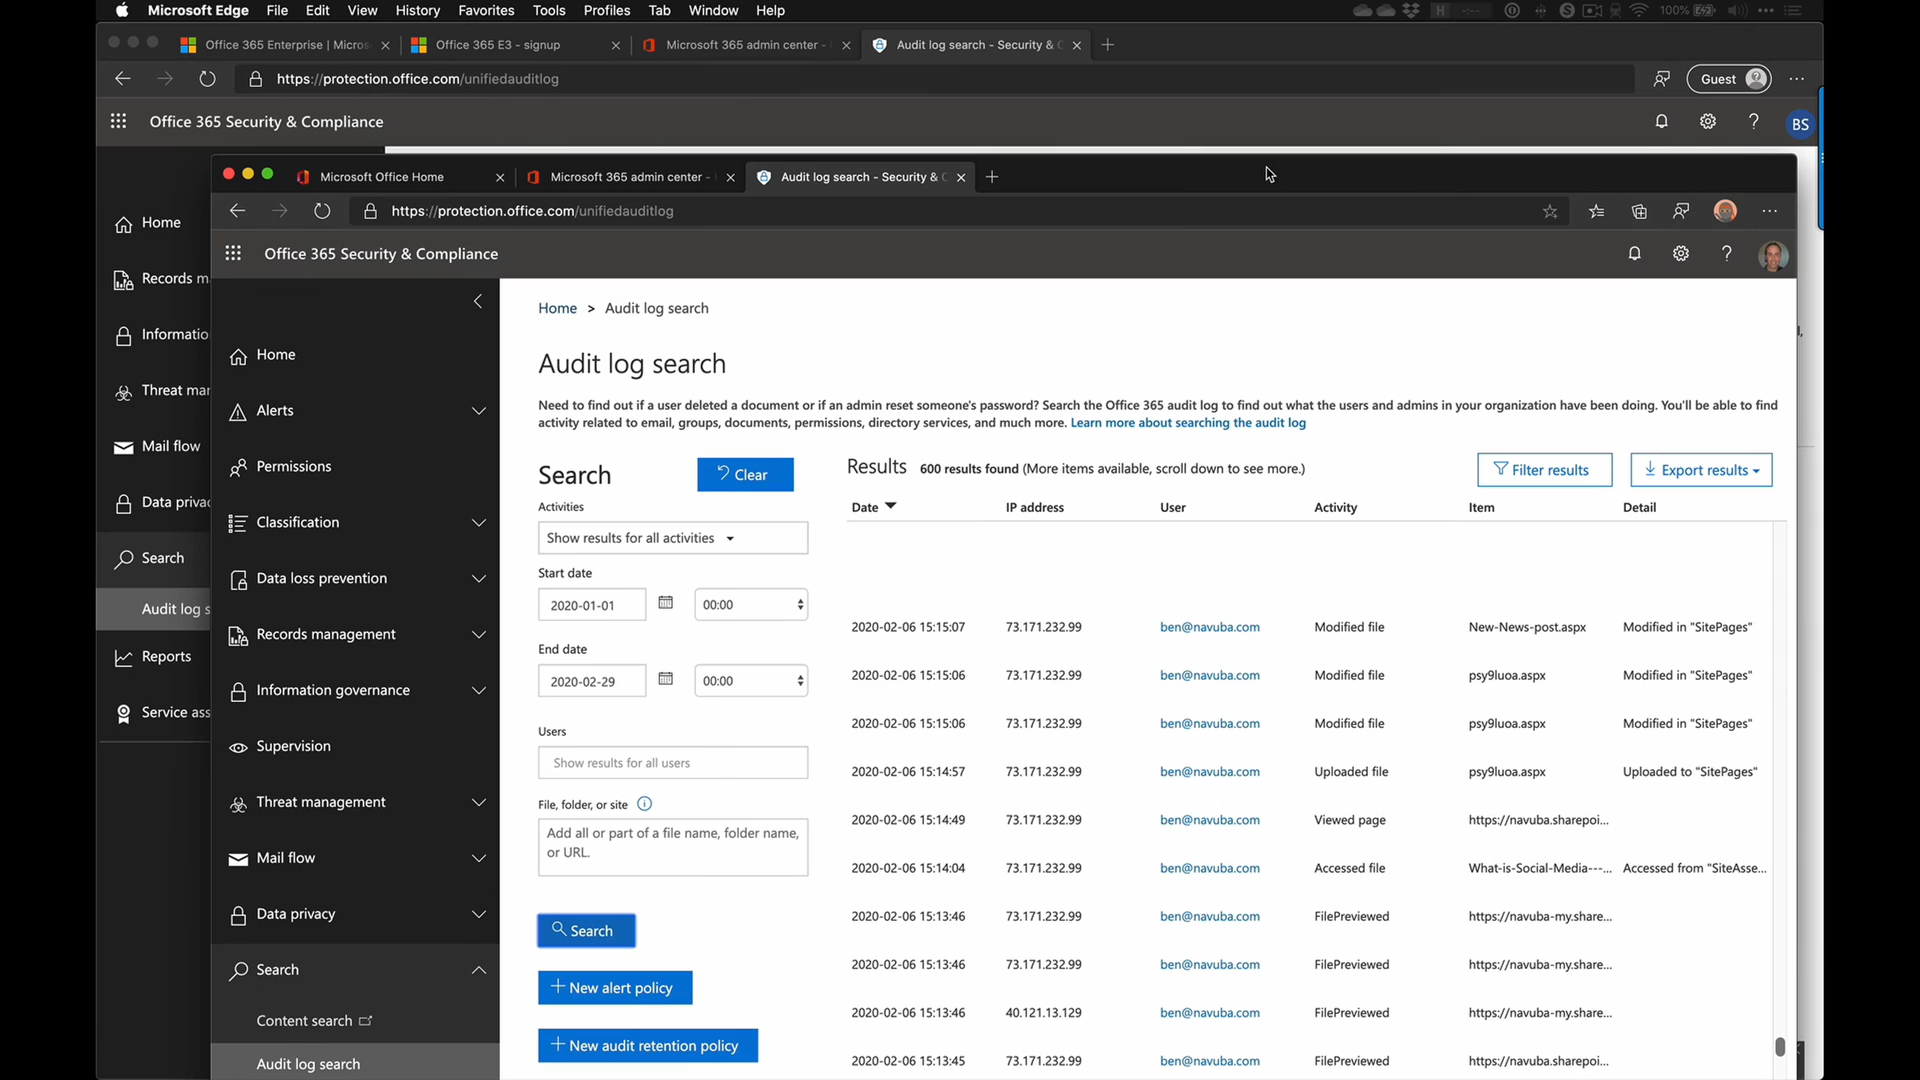 Microsoft Edge File Edit View History Favorites Tools Profiles Tab Window Help
100%
Office 365 Enterprise | Micros
Office 365 E3 - signup
Microsoft 365 admin center -
Audit log search - Security & C
https://protection.office.com/unifiedauditlog
Guest
Office 365 Security & Compliance
BS
Home
Records m
Informatio
Threat mar
Mail flow
Data privac
Search
Audit log s
Reports
Service ass
Microsoft Office Home
Microsoft 365 admin center -
Audit log search - Security & C
https://protection.office.com/unifiedauditlog
Office 365 Security & Compliance
Home
Alerts
Permissions
Classification
Data loss prevention
Records management
Information governance
Supervision
Threat management
Mail flow
Data privacy
Search
Content search
Audit log search
Home > Audit log search
Audit log search
Need to find out if a user deleted a document or if an admin reset someone's password? Search the Office 365 audit log to find out what the users and admins in your organization have been doing. You'll be able to find
activity related to email, groups, documents, permissions, directory services, and much more. Learn more about searching the audit log
Search
Clear
Activities
Show results for all activities
Start date
2020-01-01 00:00
End date
2020-02-29 00:00
Users
Show results for all users
File, folder, or site
Add all or part of a file name, folder name,
or URL.
Search
New alert policy
New audit retention policy
Results 600 results found (More items available, scroll down to see more.)
Filter results
Export results
Date IP address User Activity Item Detail
2020-02-06 15:15:07 73.171.232.99 ben@navuba.com Modified file New-News-post.aspx Modified in "SitePages"
2020-02-06 15:15:06 73.171.232.99 ben@navuba.com Modified file psy9luoa.aspx Modified in "SitePages"
2020-02-06 15:15:06 73.171.232.99 ben@navuba.com Modified file psy9luoa.aspx Modified in "SitePages"
2020-02-06 15:14:57 73.171.232.99 ben@navuba.com Uploaded file psy9luoa.aspx Uploaded to "SitePages"
2020-02-06 15:14:49 73.171.232.99 ben@navuba.com Viewed page https://navuba.sharepoi...
2020-02-06 15:14:04 73.171.232.99 ben@navuba.com Accessed file What-is-Social-Media---... Accessed from "SiteAsse...
2020-02-06 15:13:46 73.171.232.99 ben@navuba.com FilePreviewed https://navuba-my.share...
2020-02-06 15:13:46 73.171.232.99 ben@navuba.com FilePreviewed https://navuba-my.share...
2020-02-06 15:13:46 40.121.13.129 ben@navuba.com FilePreviewed https://navuba-my.share...
2020-02-06 15:13:45 73.171.232.99 ben@navuba.com FilePreviewed https://navuba-my.share...